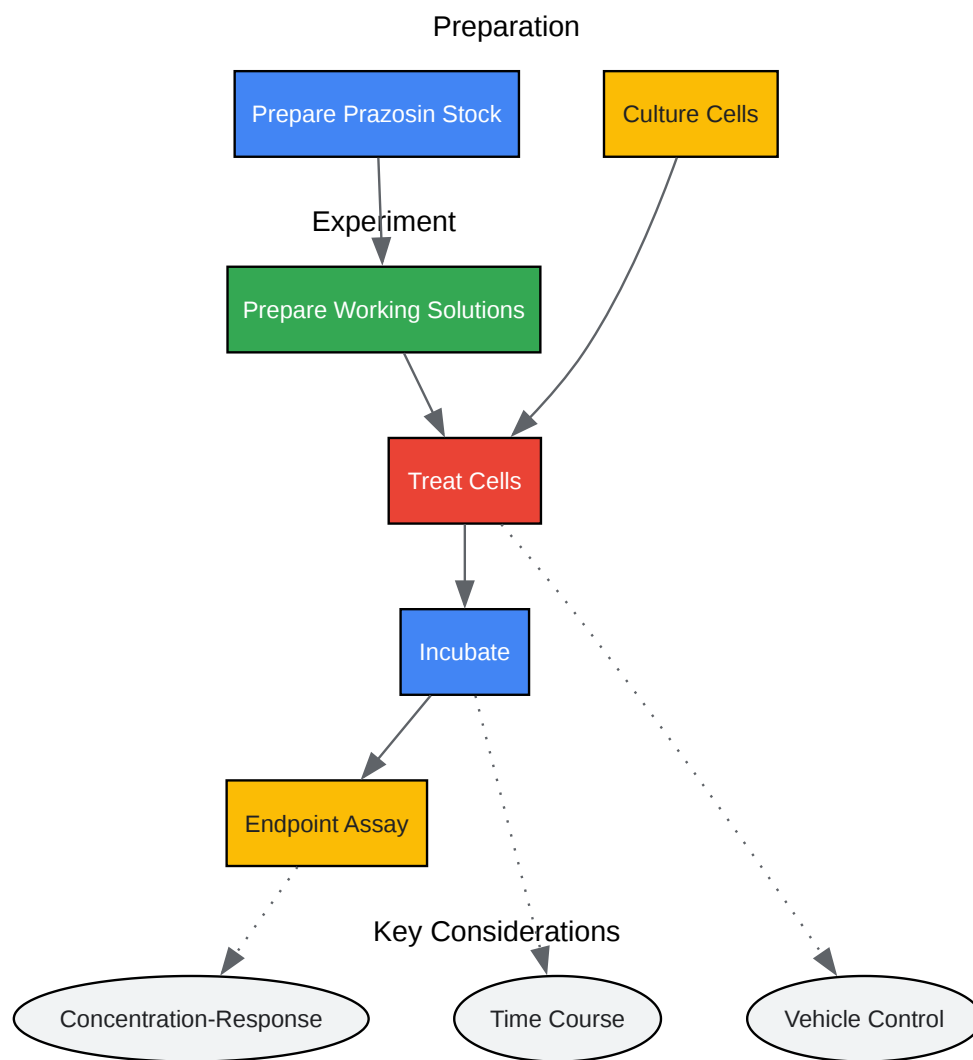 Preparation
Prepare Prazosin Stock
Culture Cells
Experiment
Prepare Working Solutions
Treat Cells
Incubate
Endpoint Assay
Key Considerations
Concentration-Response
Time Course
Vehicle Control